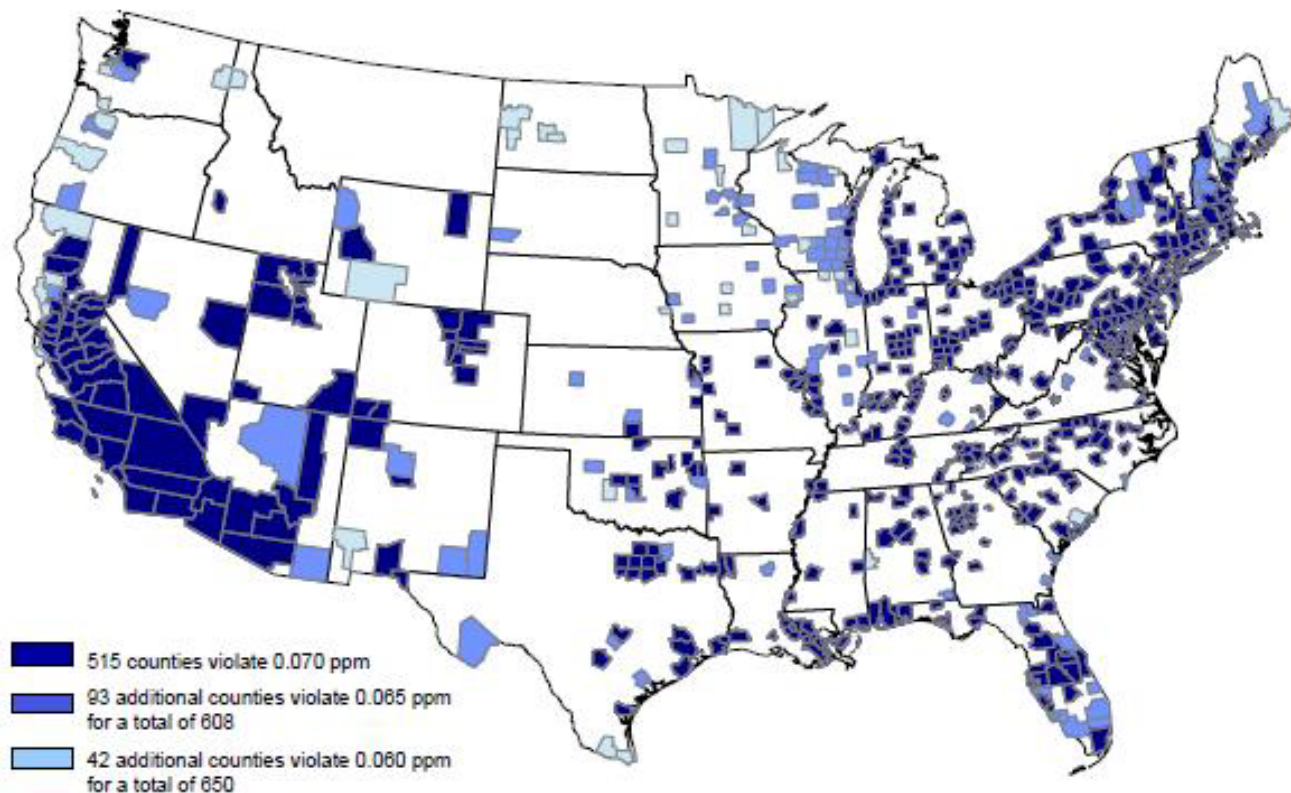 515 counties violate 0.070 ppm
93 additional counties violate 0.065 ppm
for a total of 608
42 additional counties violate 0.060 ppm
for a total of 650